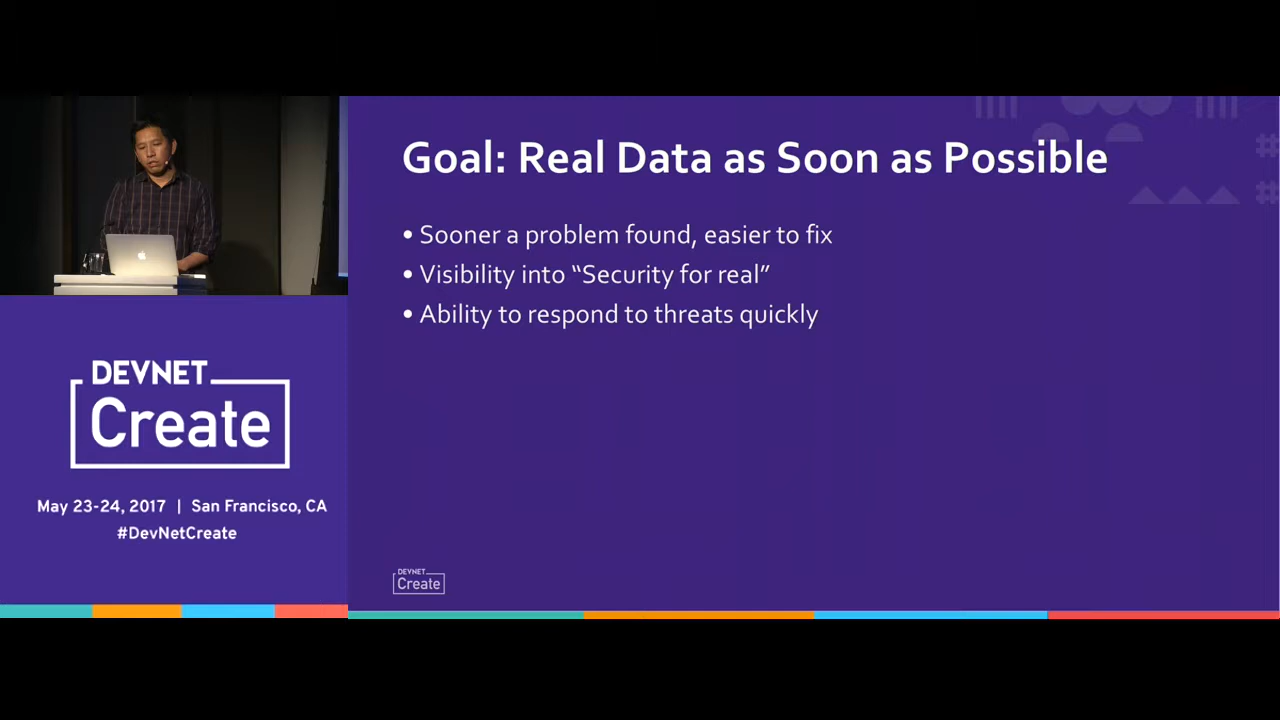 Goal: Real Data as Soon as Possible
• Sooner a problem found, easier to fix
• Visibility into “Security for real”
• Ability to respond to threats quickly
DEVNET
Create
May 23-24, 2017 | San Francisco, CA
#DevNetCreate
DEVNET
Create